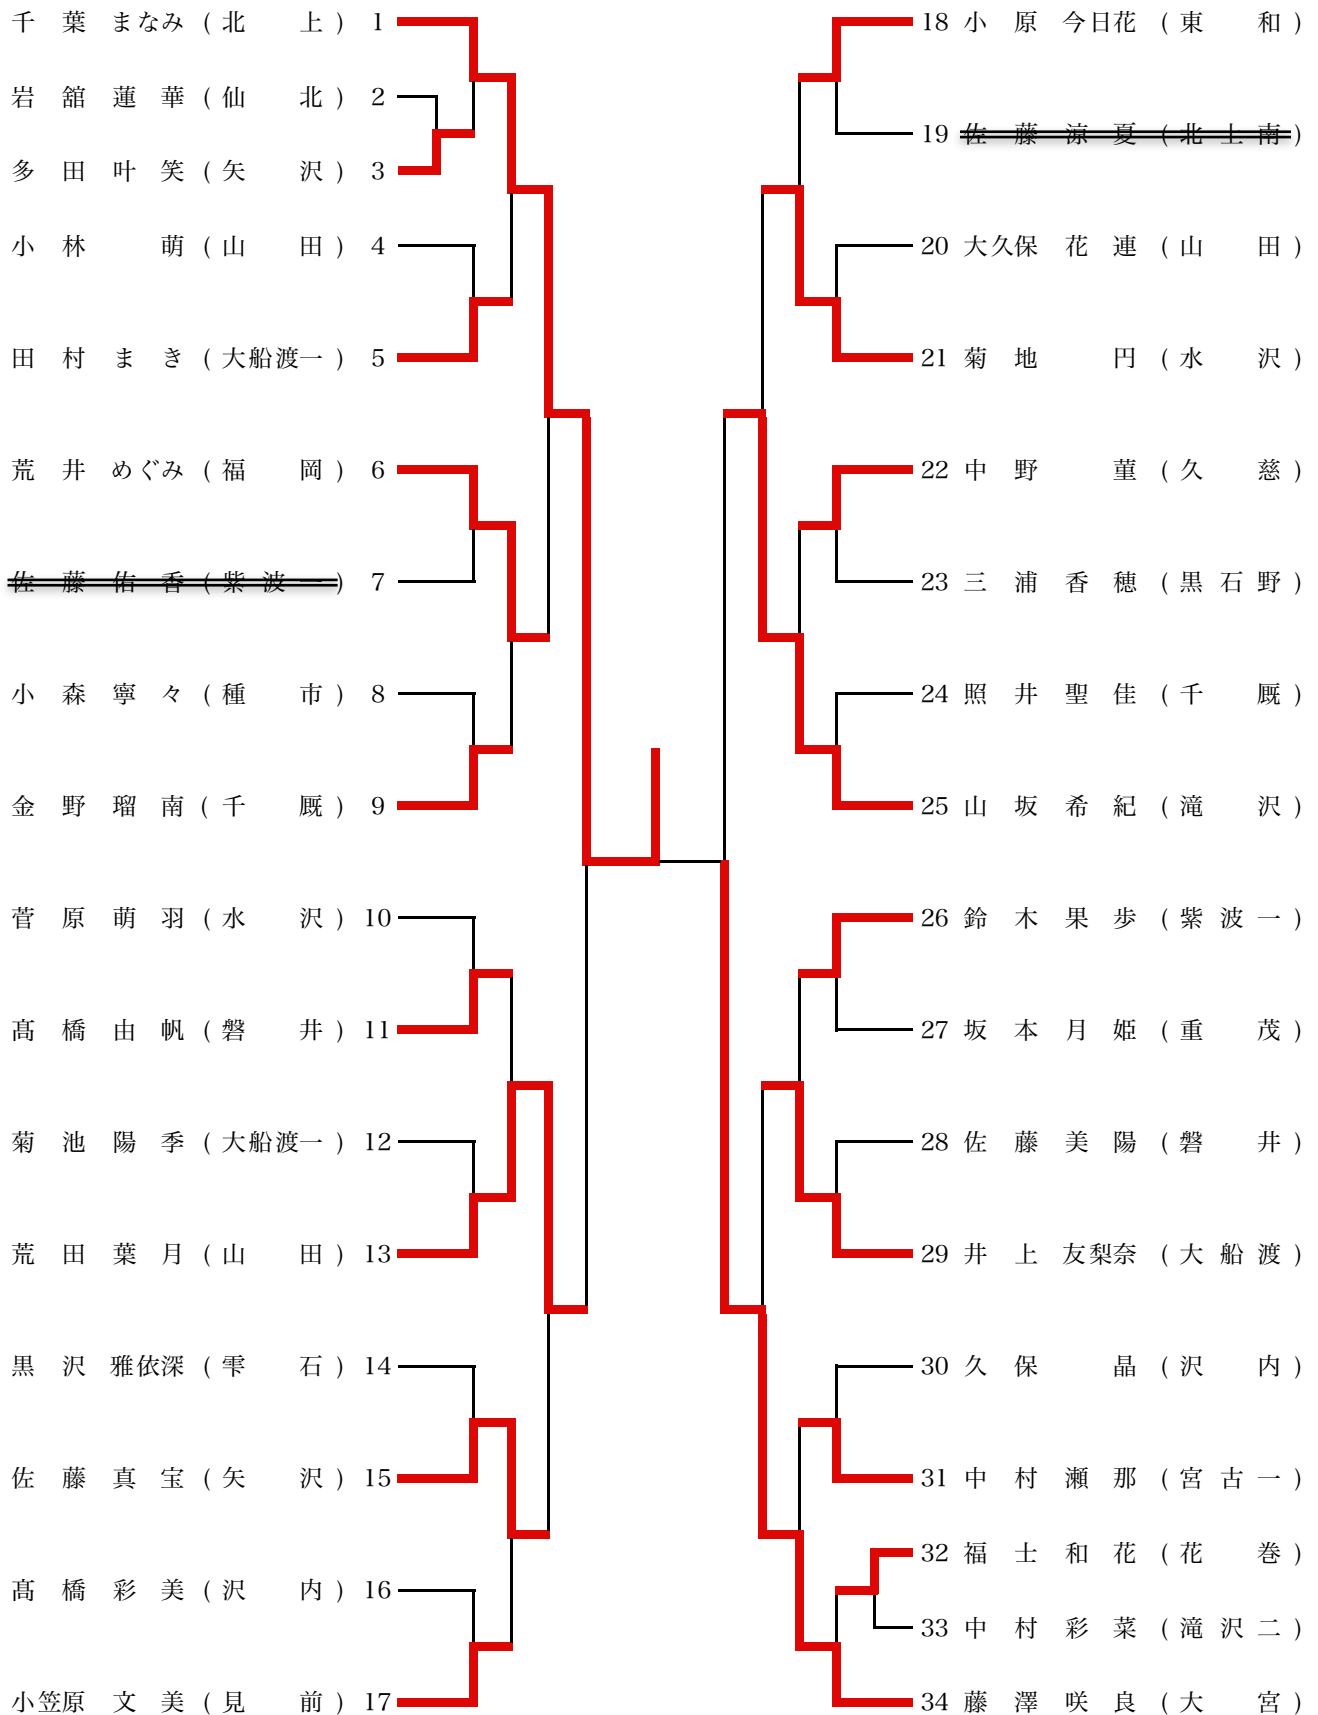 千葉 まなみ (北上) 1
岩舘 蓮華 (仙北) 2
多田 叶笑 (矢沢) 3
小林 萌 (山田) 4
田村 まき (大船渡一) 5
荒井 めぐみ (福岡) 6
佐藤 佑香 (紫波一) 7
小森 寧々 (種市) 8
金野 瑠南 (千厩) 9
菅原 萌羽 (水沢) 10
髙橋 由帆 (磐井) 11
菊池 陽季 (大船渡一) 12
荒田 葉月 (山田) 13
黒沢 雅依深 (雫石) 14
佐藤 真宝 (矢沢) 15
髙橋 彩美 (沢内) 16
小笠原 文美 (見前) 17
18 小原 今日花 (東和)
19 佐藤 涼夏 (北上南)
20 大久保 花連 (山田)
21 菊地 円 (水沢)
22 中野 菫 (久慈)
23 三浦 香穂 (黒石野)
24 照井 聖佳 (千厩)
25 山坂 希紀 (滝沢)
26 鈴木 果歩 (紫波一)
27 坂本 月姫 (重茂)
28 佐藤 美陽 (磐井)
29 井上 友梨奈 (大船渡)
30 久保 晶 (沢内)
31 中村 瀬那 (宮古一)
32 福士 和花 (花巻)
33 中村 彩菜 (滝沢二)
34 藤澤 咲良 (大宮)